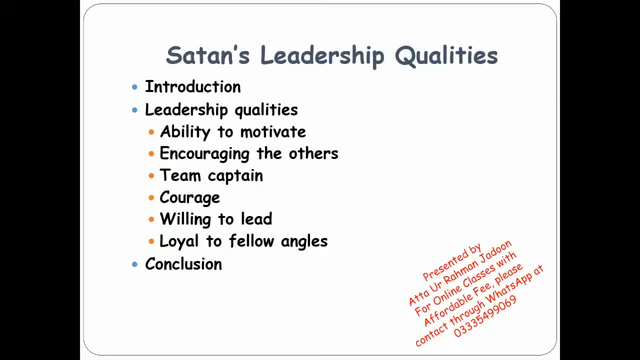 Satan's Leadership Qualities
Introduction
Leadership qualities
Ability to motivate
Encouraging the others
Team captain
Courage
Willing to lead
Loyal to fellow angles
Conclusion
Presented by
Atta Ur Rahman Jadoon
For Online Classes with
Affordable Fee, please
contact through WhatsApp at
03335499069